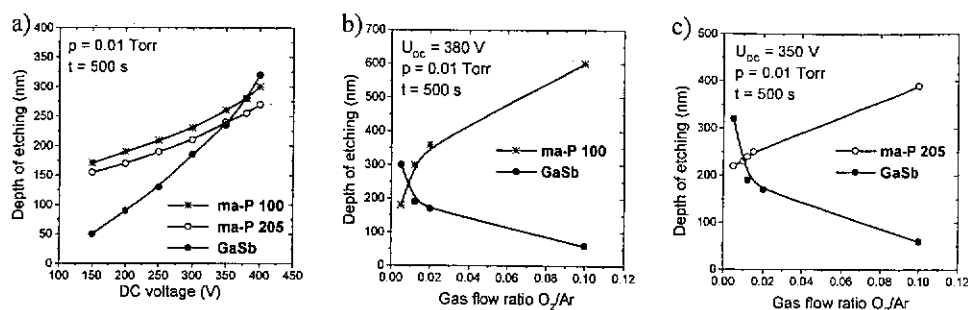 a)
p = 0.01 Torr
t = 500 s
ma-P 100
ma-P 205
GaSb
Depth of etching (nm)
350
300
250
200
150
100
50
0
100 150 200 250 300 350 400 450
DC voltage (V)
b)
U_DC = 380 V
p = 0.01 Torr
t = 500 s
ma-P 100
GaSb
Depth of etching (nm)
700
600
500
400
300
200
100
0
0.00 0.02 0.04 0.06 0.08 0.10 0.12
Gas flow ratio O₂/Ar
c)
U_DC = 350 V
p = 0.01 Torr
t = 500 s
ma-P 205
GaSb
Depth of etching (nm)
500
400
300
200
100
0
0.00 0.02 0.04 0.06 0.08 0.10 0.12
Gas flow ratio O₂/Ar